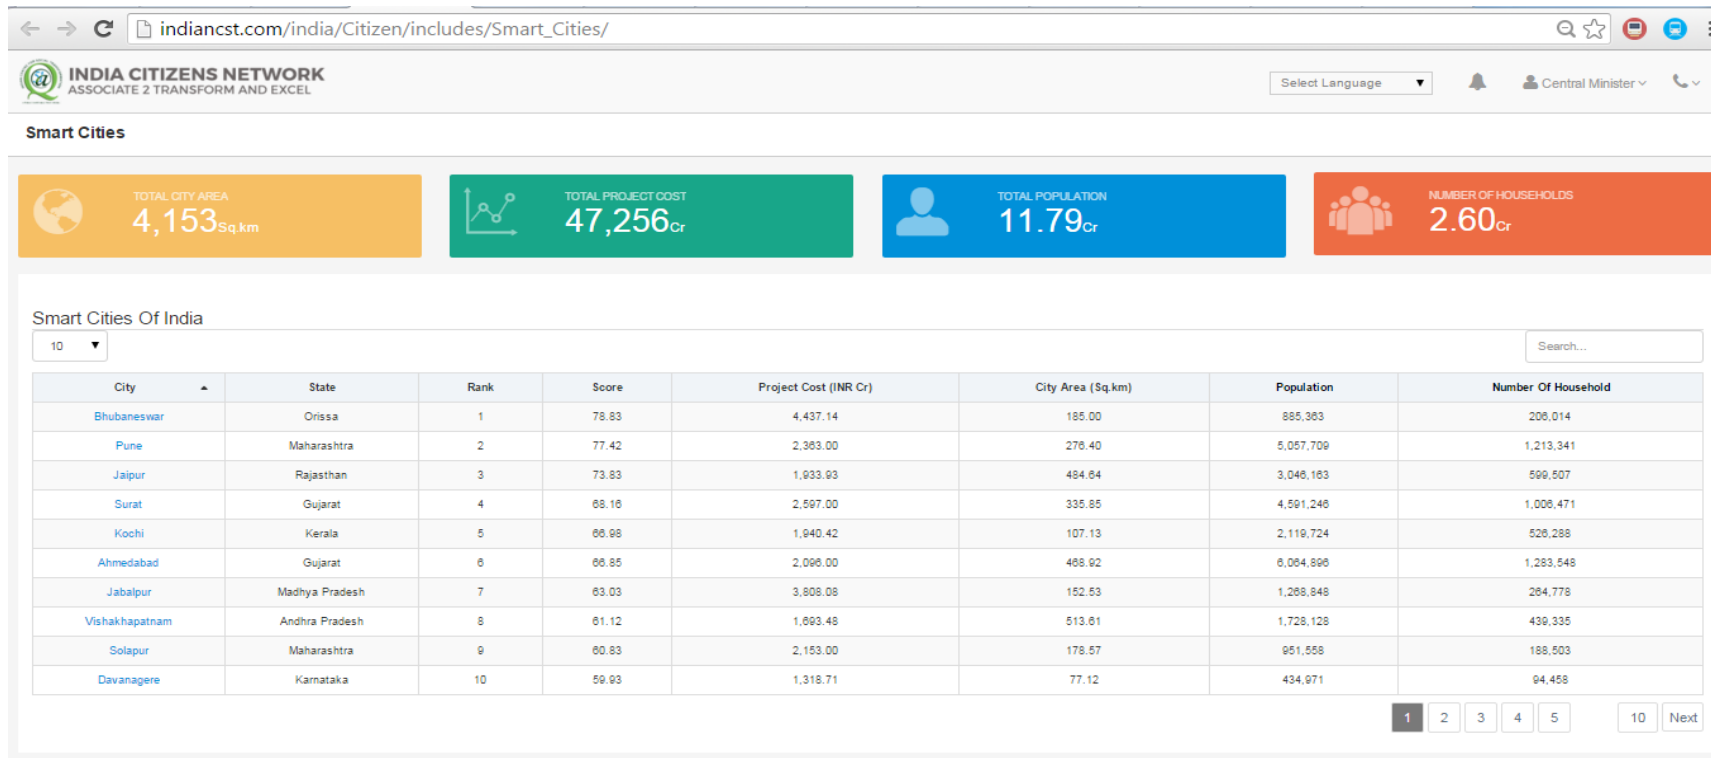 indiancst.com/india/Citizen/includes/Smart_Cities/
INDIA CITIZENS NETWORK
ASSOCIATE 2 TRANSFORM AND EXCEL
Select Language
Central Minister
Smart Cities
TOTAL CITY AREA
4,153Sq.km
TOTAL PROJECT COST
47,256Cr
TOTAL POPULATION
11.79Cr
NUMBER OF HOUSEHOLDS
2.60Cr
Smart Cities Of India
10
Search...
City State Rank Score Project Cost (INR Cr) City Area (Sq.km) Population Number Of Household
Bhubaneswar Orissa 1 78.83 4,437.14 185.00 885,363 206,014
Pune Maharashtra 2 77.42 2,363.00 276.40 5,057,709 1,213,341
Jaipur Rajasthan 3 73.83 1,933.93 484.64 3,046,163 599,507
Surat Gujarat 4 68.16 2,597.00 335.85 4,591,246 1,006,471
Kochi Kerala 5 66.98 1,940.42 107.13 2,119,724 526,288
Ahmedabad Gujarat 6 66.85 2,096.00 468.92 6,064,896 1,283,548
Jabalpur Madhya Pradesh 7 63.03 3,808.08 152.53 1,268,848 264,778
Vishakhapatnam Andhra Pradesh 8 61.12 1,693.48 513.61 1,728,128 439,335
Solapur Maharashtra 9 60.83 2,153.00 178.57 951,558 188,503
Davanagere Karnataka 10 59.93 1,318.71 77.12 434,971 94,458
1 2 3 4 5 10 Next